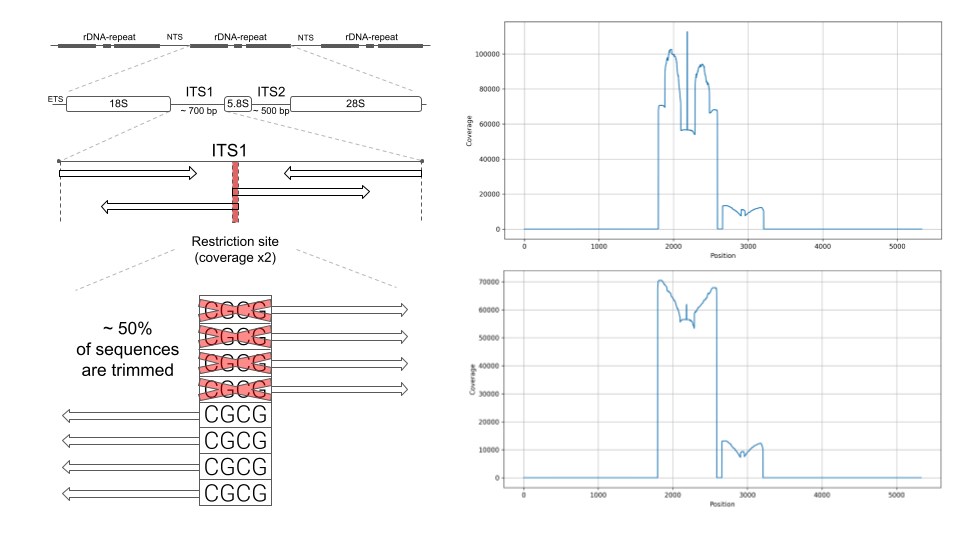 rDNA-repeat NTS rDNA-repeat NTS rDNA-repeat
ITS1 ITS2
ETS 18S 5.8S 28S
~ 700 bp ~ 500 bp
ITS1
Restriction site
(coverage x2)
~ 50%
of sequences
are trimmed
CGCG
CGCG
CGCG
CGCG
CGCG
CGCG
CGCG
CGCG
Coverage
100000
80000
60000
40000
20000
0
0 1000 2000 3000 4000 5000
Position
Coverage
70000
60000
50000
40000
30000
20000
10000
0
0 1000 2000 3000 4000 5000
Position